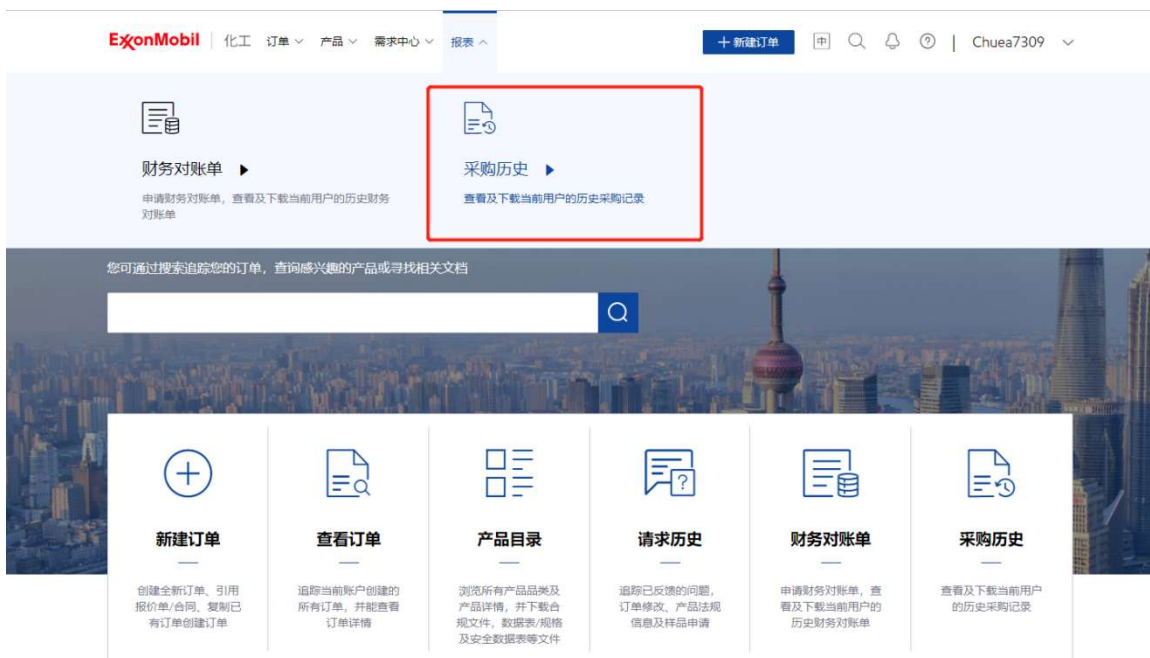 ExxonMobil | 化工 订单 产品 需求中心 报表 + 新建订单 中 | Chuea7309
财务对账单
申请财务对账单，查看及下载当前用户的历史财务
对账单
采购历史
查看及下载当前用户的历史采购记录
您可通过搜索追踪您的订单，查询感兴趣的产品或寻找相关文档
新建订单
创建全新订单、引用
报价单/合同、复制已
有订单创建订单
查看订单
追踪当前账户创建的
所有订单，并能查看
订单详情
产品目录
浏览所有产品品类及
产品详情，并下载合
规文件，数据表/规格
及安全数据表等文件
请求历史
追踪已反馈的问题，
订单修改、产品法规
信息及样品申请
财务对账单
申请财务对账单，查
看及下载当前用户的
历史财务对账单
采购历史
查看及下载当前用户
的历史采购记录